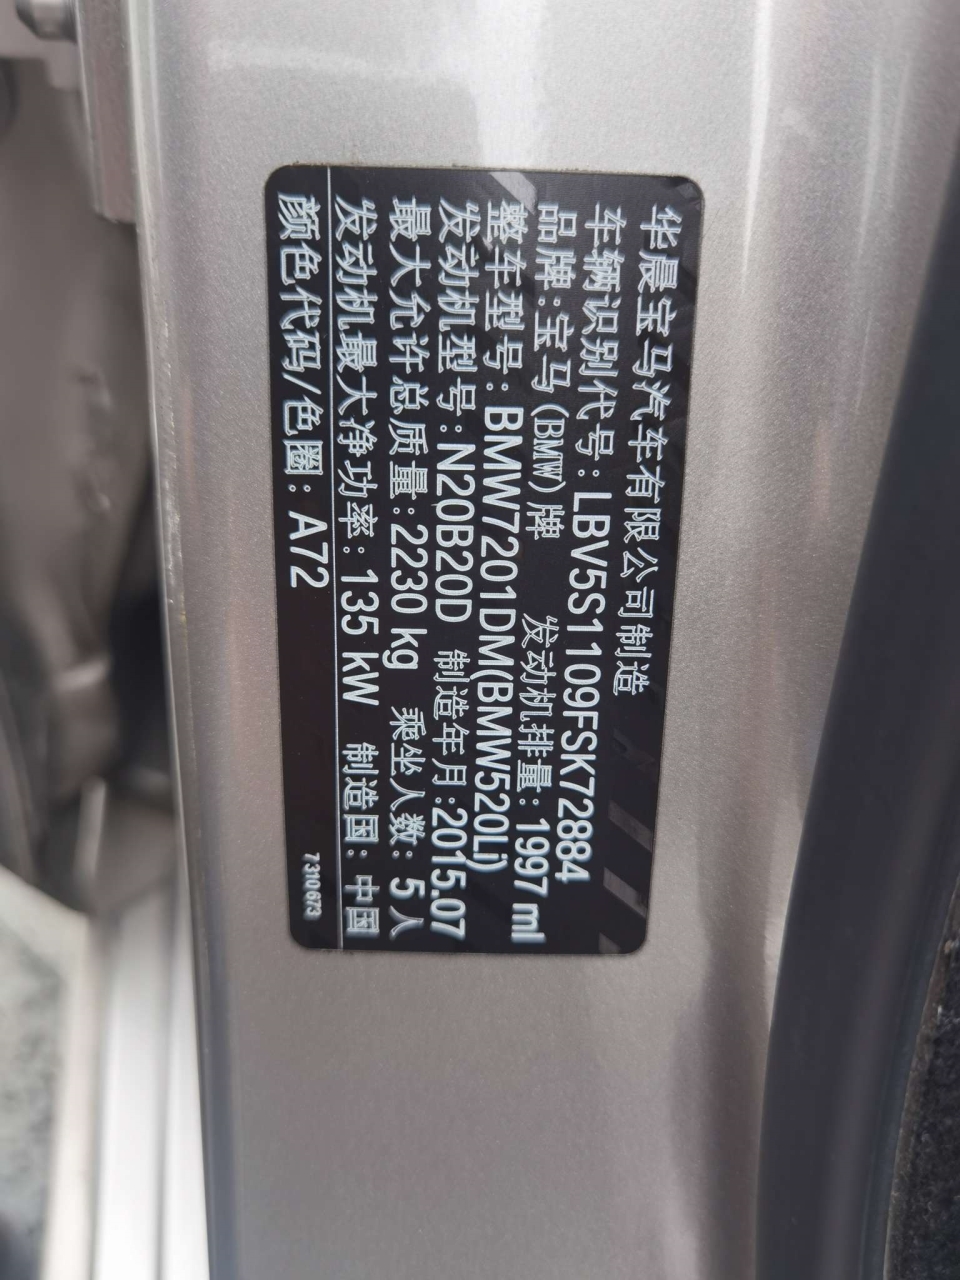 华晨宝马汽车有限公司制造
车辆识别代号:LBV5S1109FSK72884
品牌:宝马(BMW)牌 发动机排量:1997 ml
整车型号:BMW7201DM(BMW520Li)
发动机型号:N20B20D 制造年月:2015.07
最大允许总质量:2230 kg 乘坐人数:5人
发动机最大净功率:135 kW 制造国:中国
颜色代码/色圈:A72
7310673